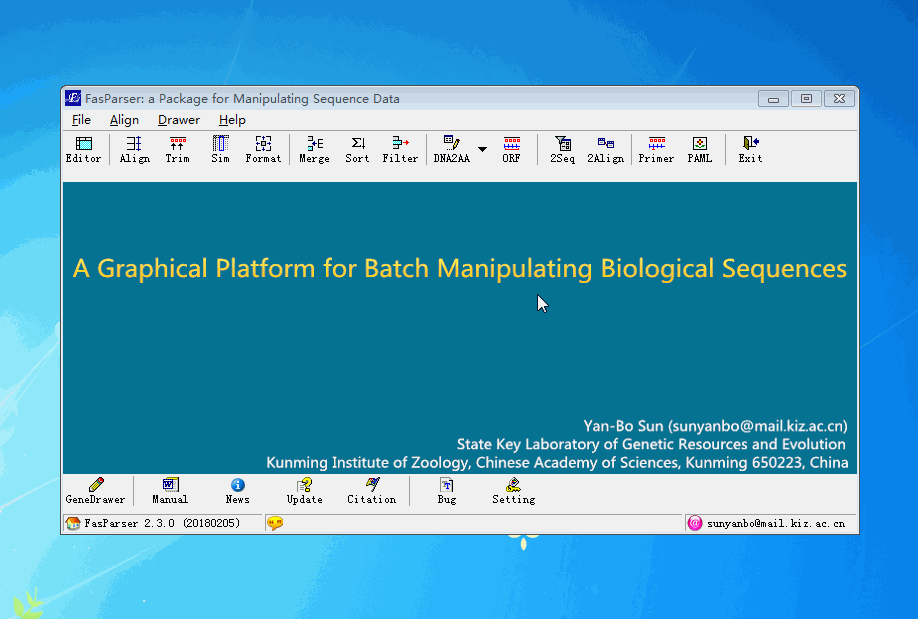 FasParser: a Package for Manipulating Sequence Data
File Align Drawer Help
Editor Align Trim Sim Format Merge Sort Filter DNA2AA ORF 2Seq 2Align Primer PAML Exit
A Graphical Platform for Batch Manipulating Biological Sequences
Yan-Bo Sun (sunyanbo@mail.kiz.ac.cn)
State Key Laboratory of Genetic Resources and Evolution
Kunming Institute of Zoology, Chinese Academy of Sciences, Kunming 650223, China
GeneDrawer Manual News Update Citation Bug Setting
FasParser 2.3.0 (20180205) sunyanbo@mail.kiz.ac.cn